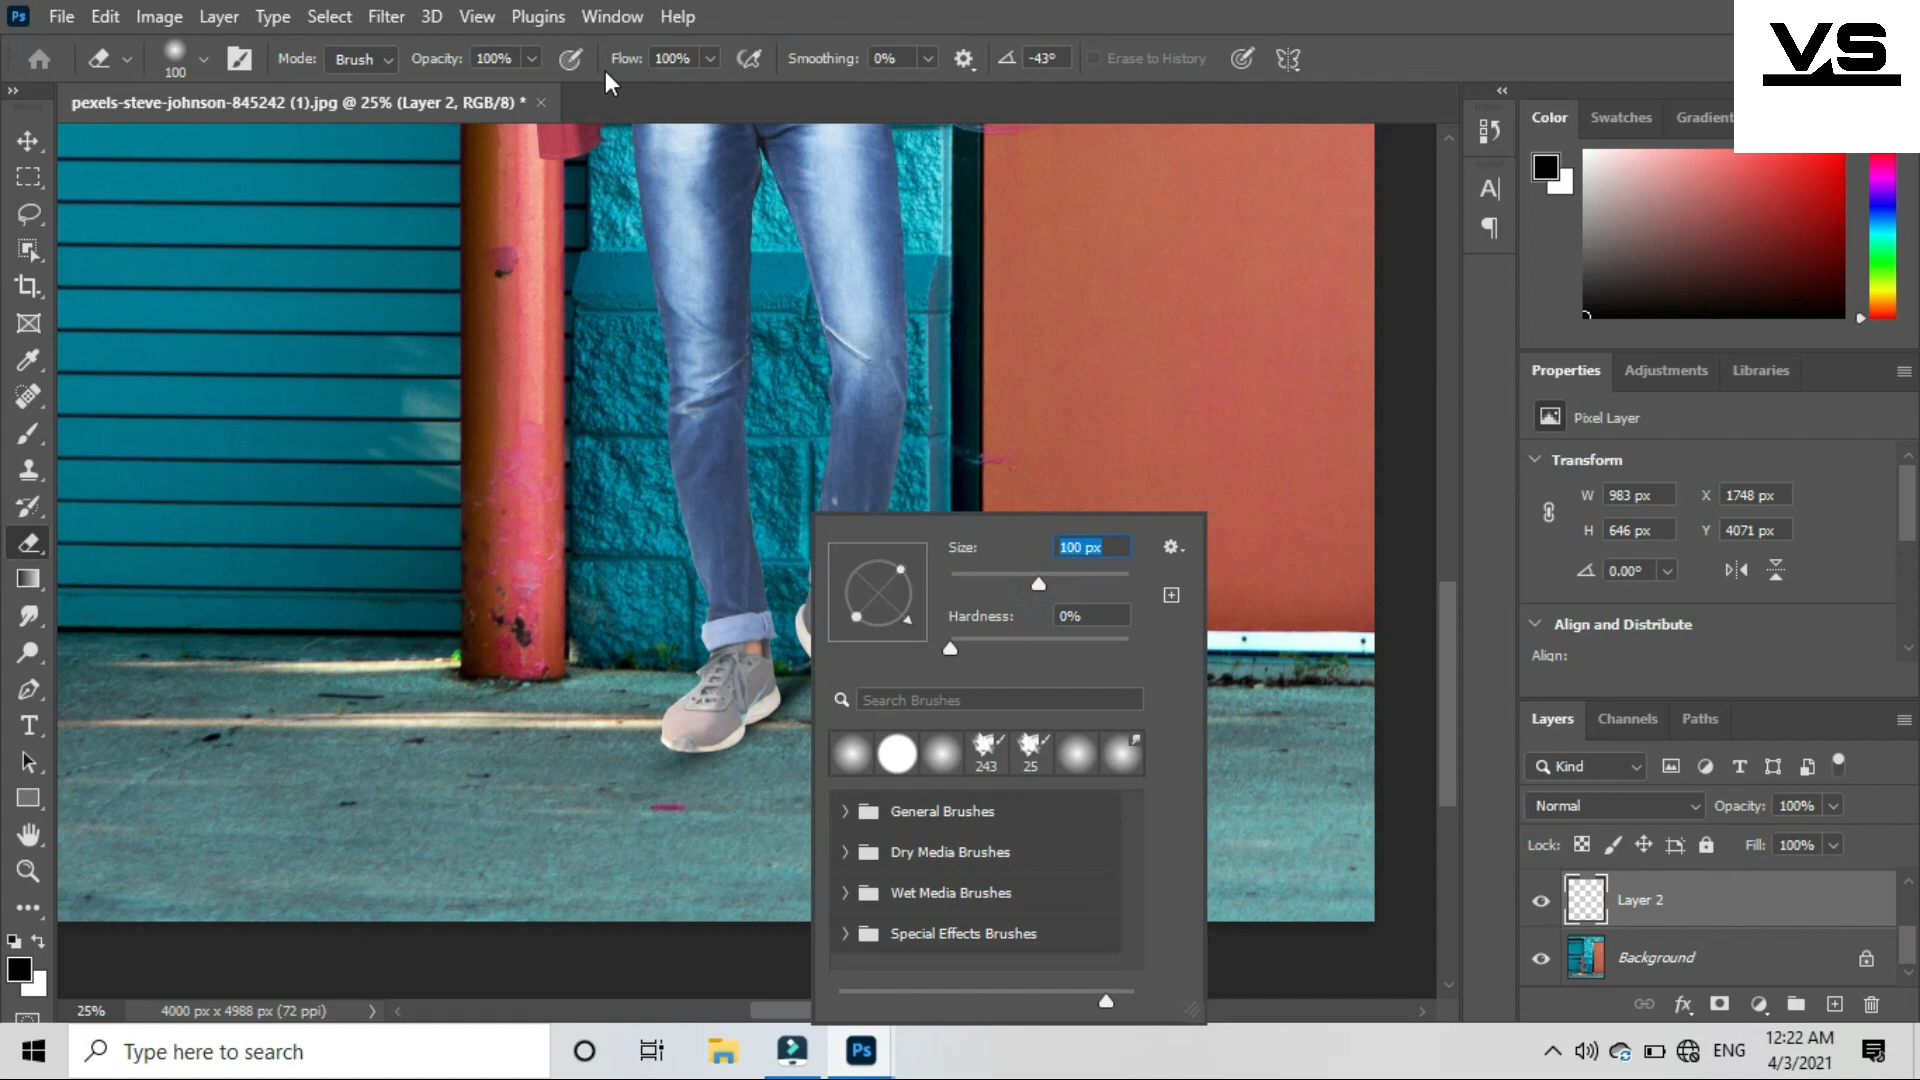 Ps File Edit Image Layer Type Select Filter 3D View Plugins Window Help
VS
100 Mode: Brush Opacity: 100% Flow: 100% Smoothing: 0% -43° Erase to History
pexels-steve-johnson-845242 (1).jpg @ 25% (Layer 2, RGB/8) *
Color Swatches Gradien
Properties Adjustments Libraries
Pixel Layer
Transform
W 983 px X 1748 px
H 646 px Y 4071 px
0.00°
Align and Distribute
Align:
Size: 100 px
Hardness: 0%
Search Brushes
243 25
General Brushes
Dry Media Brushes
Wet Media Brushes
Special Effects Brushes
Layers Channels Paths
Kind
Normal Opacity: 100%
Lock: Fill: 100%
Layer 2
Background
25% 4000 px x 4988 px (72 ppi)
Type here to search
Ps
ENG
12:22 AM
4/3/2021